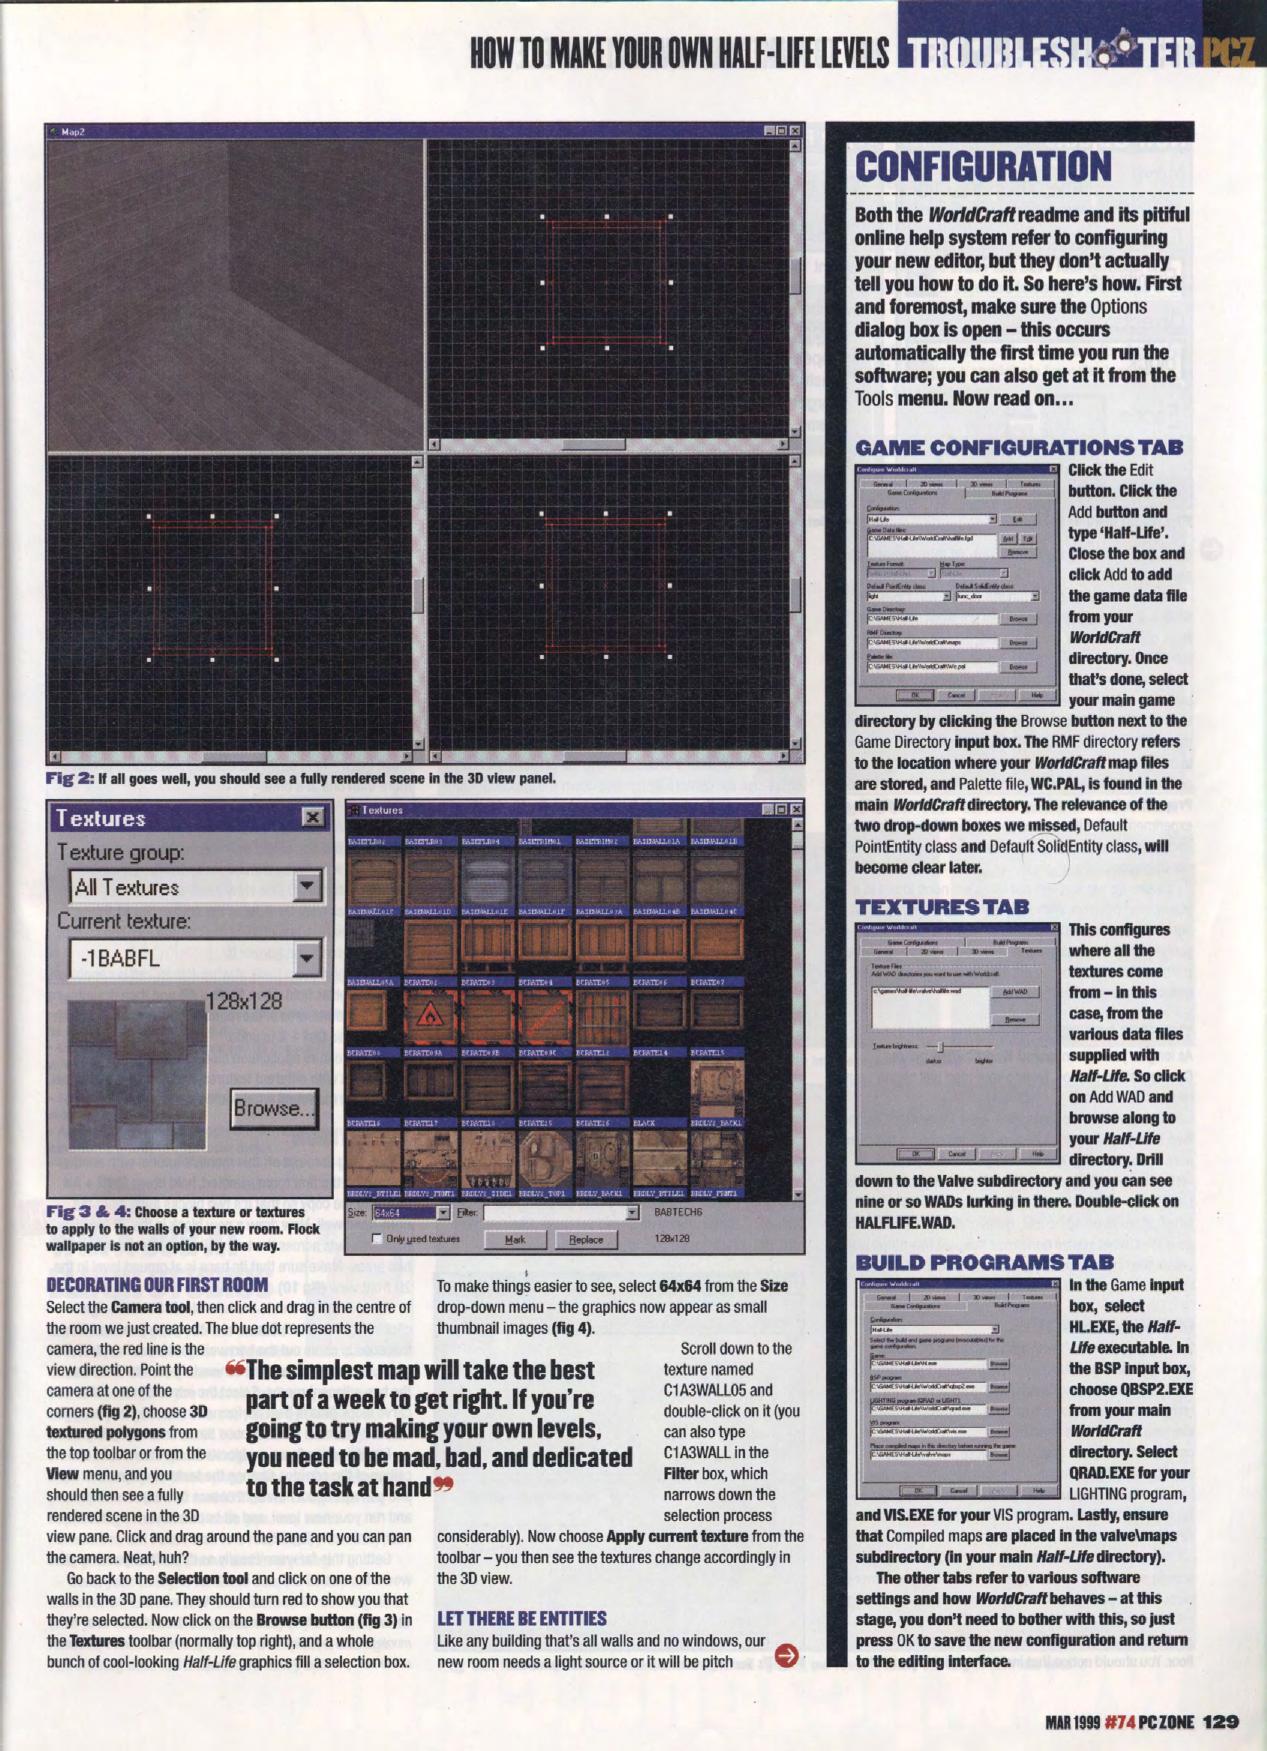 HOW TO MAKE YOUR OWN HALF-LIFE LEVELS TROUBLESHOOTER PCZ
Map2
Fig 2: If all goes well, you should see a fully rendered scene in the 3D view panel.
Textures
Texture group:
All Textures
Current texture:
-1BABFL
128x128
Browse...
Textures
Size: 64x64 Filter: BABTECH6
Only used textures Mark Replace 128x128
Fig 3 & 4: Choose a texture or textures
to apply to the walls of your new room. Flock
wallpaper is not an option, by the way.
DECORATING OUR FIRST ROOM
Select the Camera tool, then click and drag in the centre of
the room we just created. The blue dot represents the
camera, the red line is the
view direction. Point the
camera at one of the
corners (fig 2), choose 3D
textured polygons from
the top toolbar or from the
View menu, and you
should then see a fully
rendered scene in the 3D
view pane. Click and drag around the pane and you can pan
the camera. Neat, huh?
Go back to the Selection tool and click on one of the
walls in the 3D pane. They should turn red to show you that
they're selected. Now click on the Browse button (fig 3) in
the Textures toolbar (normally top right), and a whole
bunch of cool-looking Half-Life graphics fill a selection box.
“The simplest map will take the best
part of a week to get right. If you're
going to try making your own levels,
you need to be mad, bad, and dedicated
to the task at hand”
To make things easier to see, select 64x64 from the Size
drop-down menu – the graphics now appear as small
thumbnail images (fig 4).
Scroll down to the
texture named
C1A3WALL05 and
double-click on it (you
can also type
C1A3WALL in the
Filter box, which
narrows down the
selection process
considerably). Now choose Apply current texture from the
toolbar – you then see the textures change accordingly in
the 3D view.
LET THERE BE ENTITIES
Like any building that's all walls and no windows, our
new room needs a light source or it will be pitch
CONFIGURATION
Both the WorldCraft readme and its pitiful
online help system refer to configuring
your new editor, but they don't actually
tell you how to do it. So here's how. First
and foremost, make sure the Options
dialog box is open – this occurs
automatically the first time you run the
software; you can also get at it from the
Tools menu. Now read on...
GAME CONFIGURATIONS TAB
Click the Edit
button. Click the
Add button and
type ‘Half-Life’.
Close the box and
click Add to add
the game data file
from your
WorldCraft
directory. Once
that's done, select
your main game
directory by clicking the Browse button next to the
Game Directory input box. The RMF directory refers
to the location where your WorldCraft map files
are stored, and Palette file, WC.PAL, is found in the
main WorldCraft directory. The relevance of the
two drop-down boxes we missed, Default
PointEntity class and Default SolidEntity class, will
become clear later.
TEXTURES TAB
This configures
where all the
textures come
from – in this
case, from the
various data files
supplied with
Half-Life. So click
on Add WAD and
browse along to
your Half-Life
directory. Drill
down to the Valve subdirectory and you can see
nine or so WADs lurking in there. Double-click on
HALFLIFE.WAD.
BUILD PROGRAMS TAB
In the Game input
box, select
HL.EXE, the Half-
Life executable. In
the BSP input box,
choose QBSP2.EXE
from your main
WorldCraft
directory. Select
QRAD.EXE for your
LIGHTING program,
and VIS.EXE for your VIS program. Lastly, ensure
that Compiled maps are placed in the valve\maps
subdirectory (in your main Half-Life directory).
The other tabs refer to various software
settings and how WorldCraft behaves – at this
stage, you don't need to bother with this, so just
press OK to save the new configuration and return
to the editing interface.
MAR 1999 #74 PC ZONE 129